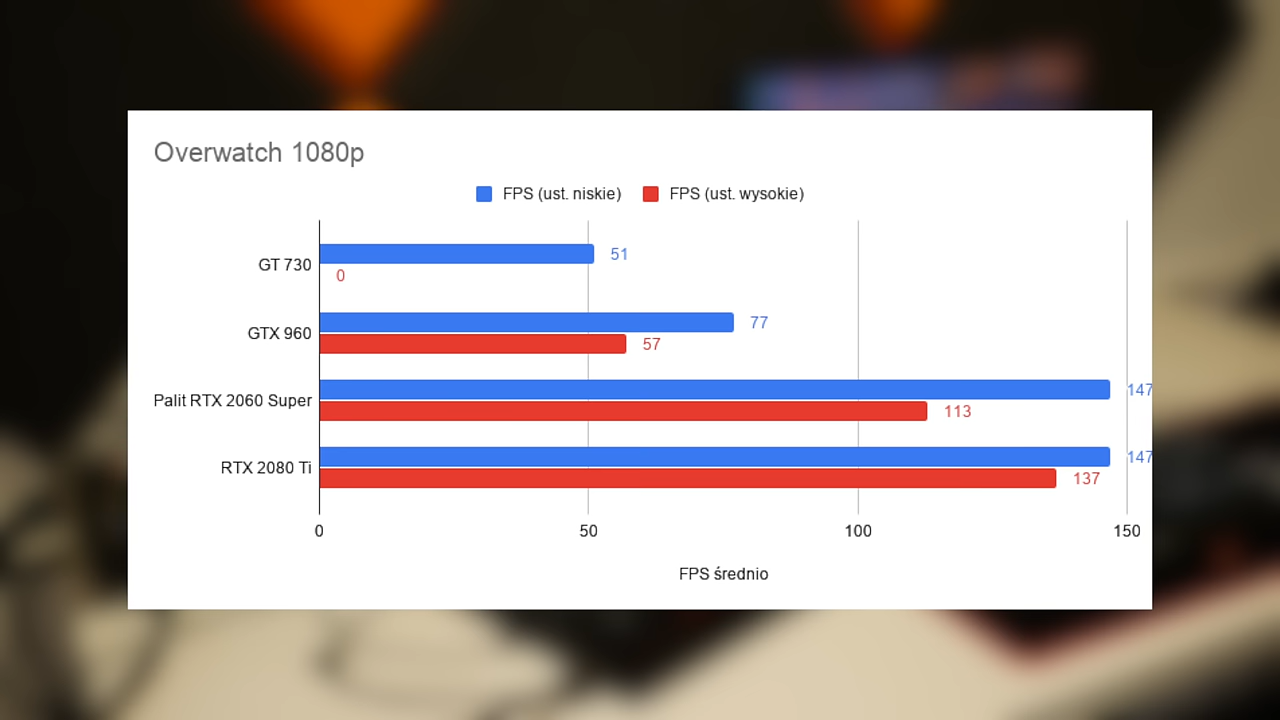 Overwatch 1080p
FPS (ust. niskie) FPS (ust. wysokie)
GT 730
51
0
GTX 960
77
57
Palit RTX 2060 Super
147
113
RTX 2080 Ti
147
137
0 50 100 150
FPS średnio